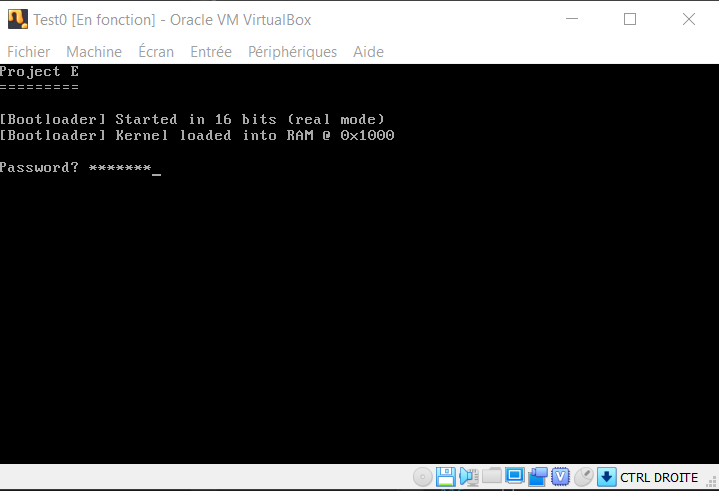 Test0 [En fonction] - Oracle VM VirtualBox
Fichier Machine Écran Entrée Périphériques Aide
Project E
=========
[Bootloader] Started in 16 bits (real mode)
[Bootloader] Kernel loaded into RAM @ 0x1000
Password? *******_
CTRL DROITE